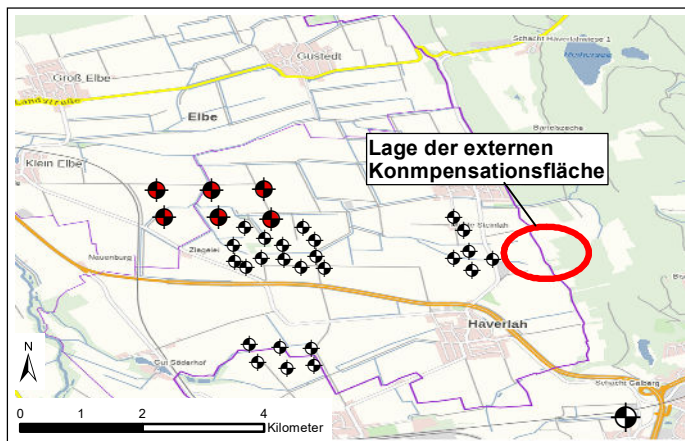 Schacht Haverlahwiese 1
Gustedt
Groß Elbe
Landstraße
Elbe
Lage der externen
Konmpensationsfläche
Klein Elbe
Ziegelei
Neuenburg
Haverlah
Gut Söderhof
Schacht Galberg
N
0 1 2 4
Kilometer